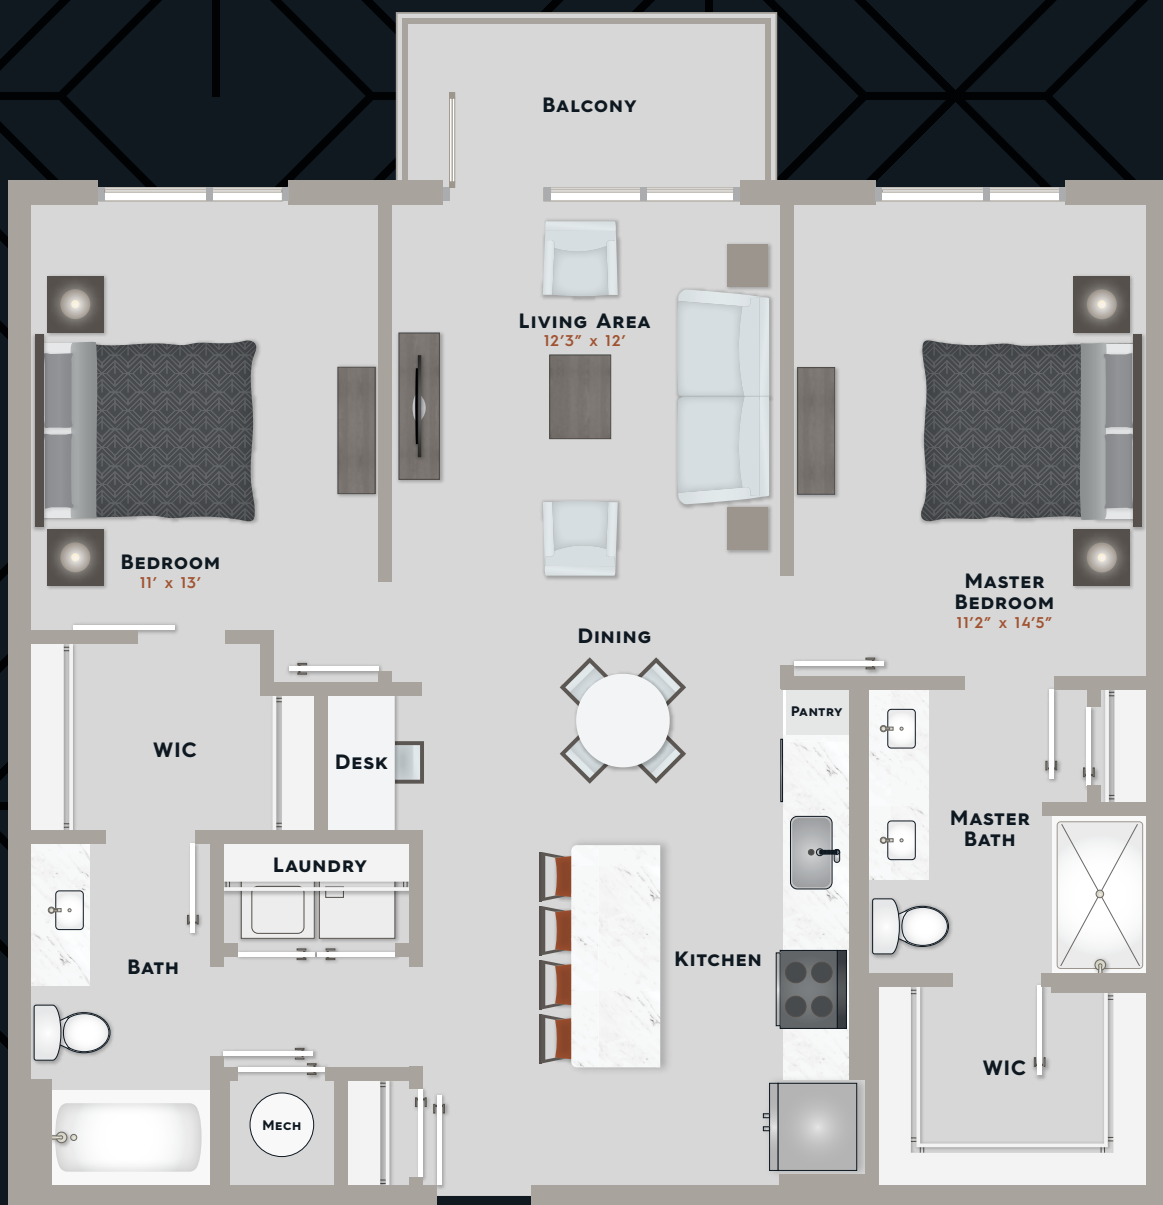 Balcony
Living Area
12'3" x 12'
Bedroom
11' x 13'
Master
Bedroom
11'2" x 14'5"
Dining
Pantry
WIC
Desk
Master
Bath
Laundry
Kitchen
Bath
WIC
Mech